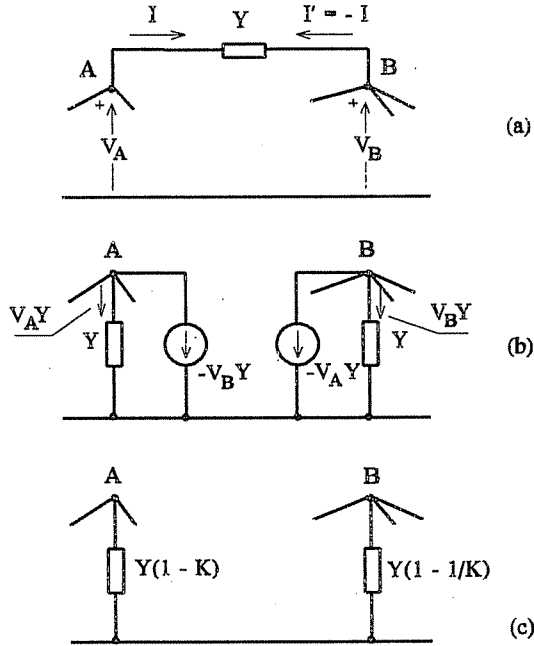 I Y I' = - I
A B
+ +
V_A V_B
(a)
A B
V_AY V_BY
Y Y
-V_BY -V_AY
(b)
A B
Y(1 - K) Y(1 - 1/K)
(c)